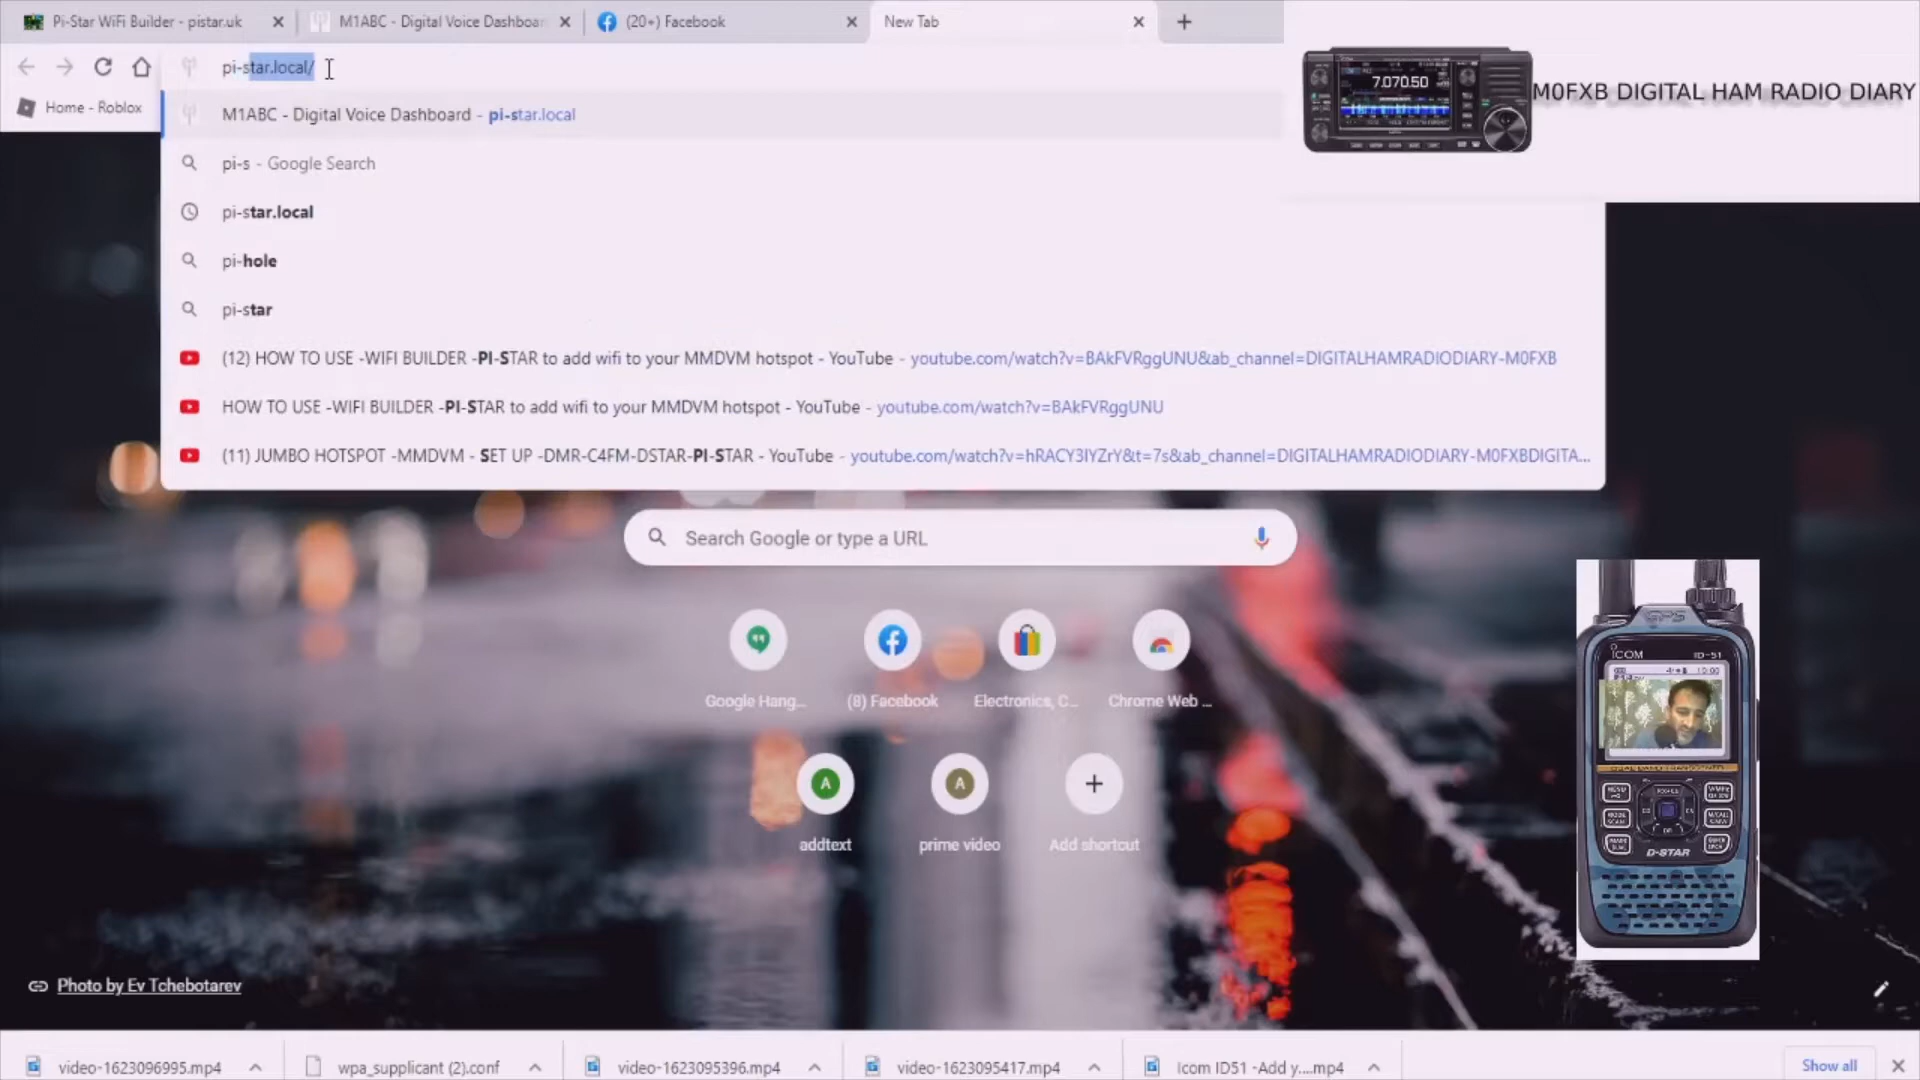 Pi-Star WiFi Builder - pistar.uk
M1ABC - Digital Voice Dashboar
(20+) Facebook
New Tab
pi-star.local/
Home - Roblox
M1ABC - Digital Voice Dashboard - pi-star.local
pi-s - Google Search
pi-star.local
pi-hole
pi-star
(12) HOW TO USE -WIFI BUILDER -PI-STAR to add wifi to your MMDVM hotspot - YouTube - youtube.com/watch?v=BAkFVRggUNU&ab_channel=DIGITALHAMRADIODIARY-M0FXB
HOW TO USE -WIFI BUILDER -PI-STAR to add wifi to your MMDVM hotspot - YouTube - youtube.com/watch?v=BAkFVRggUNU
(11) JUMBO HOTSPOT -MMDVM - SET UP -DMR-C4FM-DSTAR-PI-STAR - YouTube - youtube.com/watch?v=hRACY3IYZrY&t=7s&ab_channel=DIGITALHAMRADIODIARY-M0FXBDIGITA...
7.070.50
M0FXB DIGITAL HAM RADIO DIARY
Search Google or type a URL
Google Hang...
(8) Facebook
Electronics, C...
Chrome Web ...
A
addtext
A
prime video
Add shortcut
GPS
ICOM
ID-51
10:00
DUAL BAND TRANSCEIVER
D-STAR
Photo by Ev Tchebotarev
video-1623096995.mp4
wpa_supplicant (2).conf
video-1623095396.mp4
video-1623095417.mp4
Icom ID51 -Add y....mp4
Show all